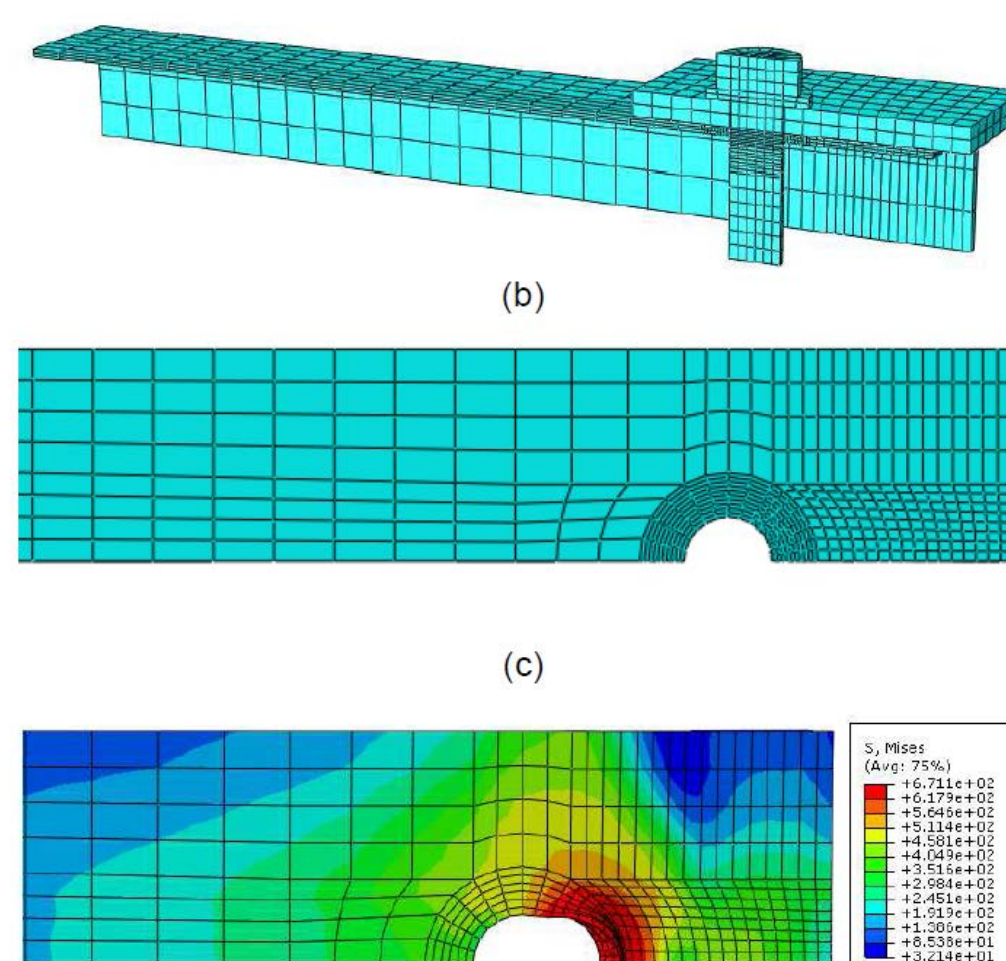 (b)
(c)
S, Mises
(Avg: 75%)
+6.711e+02
+6.179e+02
+5.646e+02
+5.114e+02
+4.581e+02
+4.049e+02
+3.516e+02
+2.984e+02
+2.451e+02
+1.919e+02
+1.386e+02
+8.538e+01
+3.214e+01